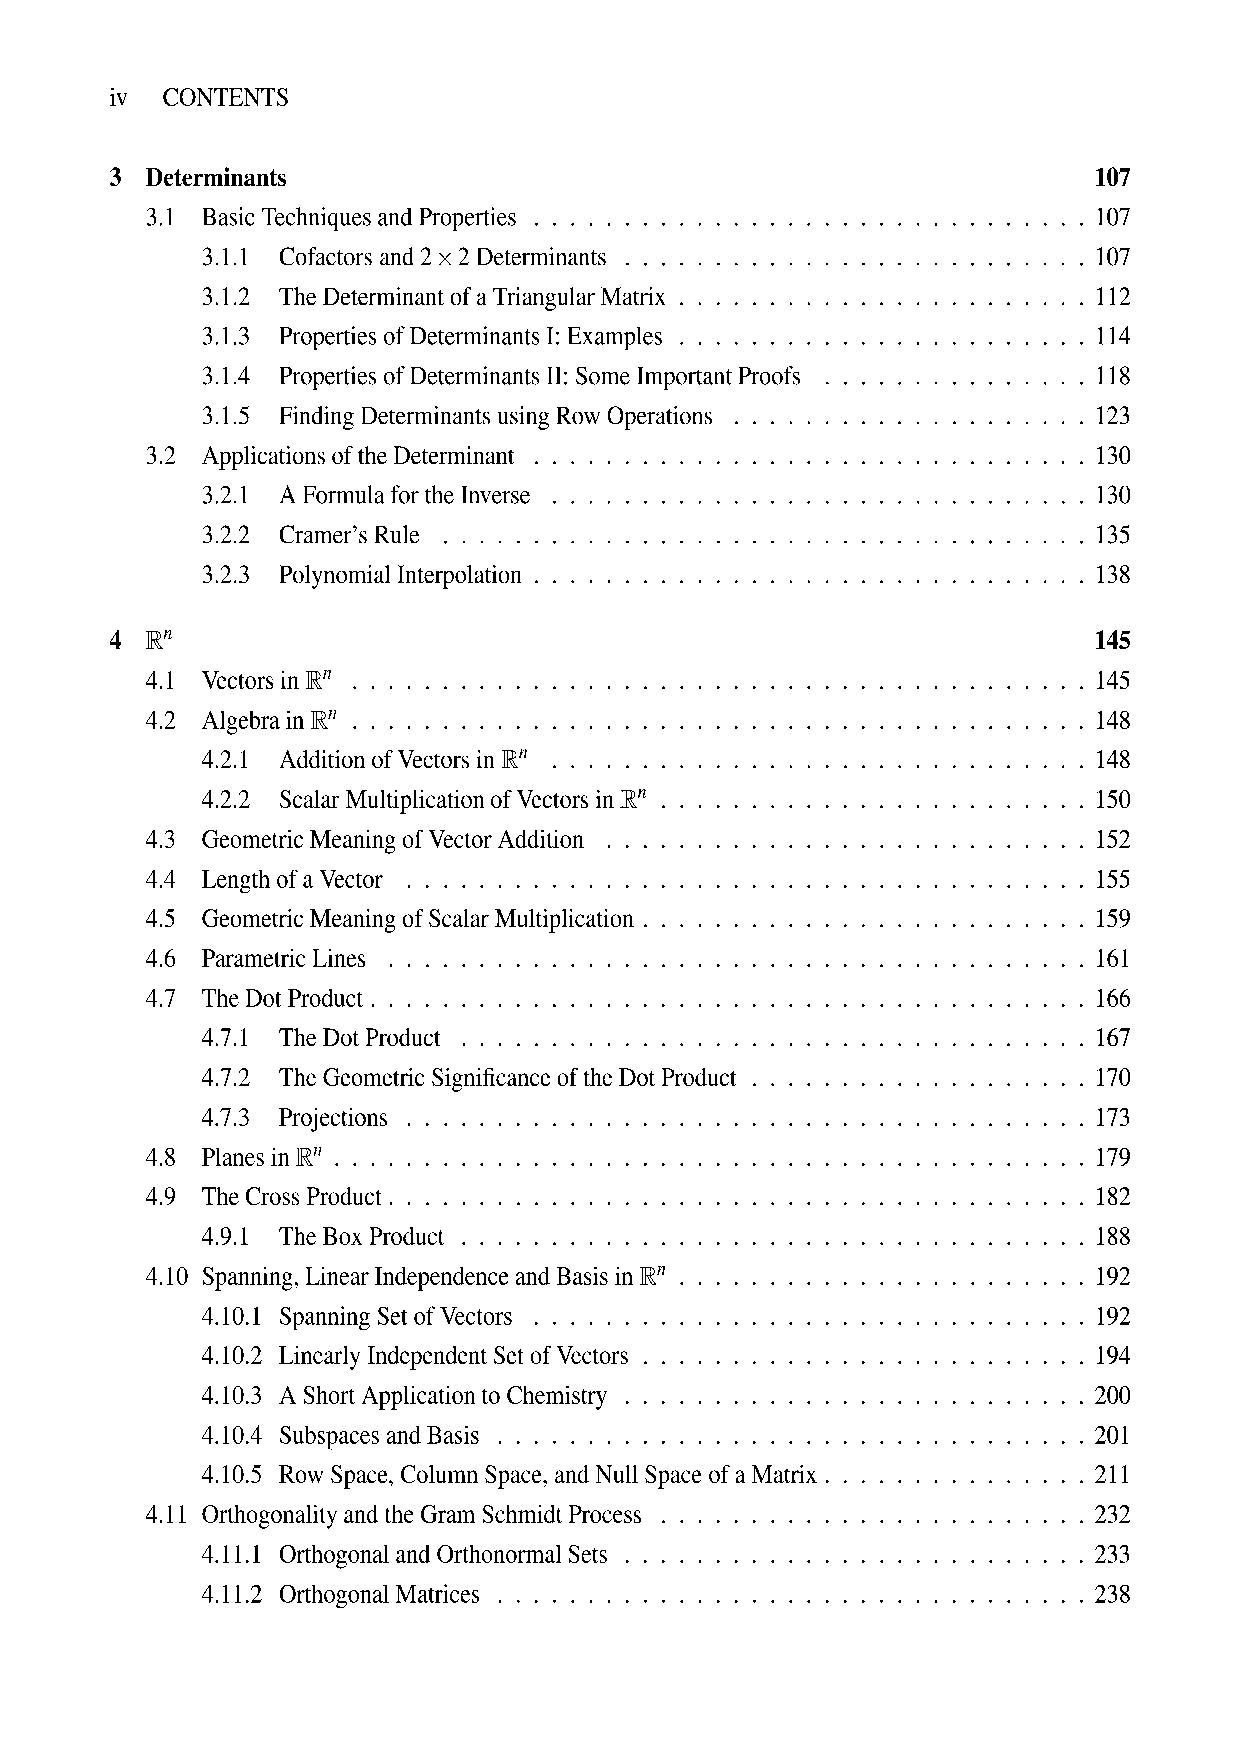 iv CONTENTS
3 Determinants 107
3.1 Basic Techniques and Properties . . . . . . . . . . . . . . . . . . . . . . . . . . . . . . . 107
3.1.1 Cofactors and 2 × 2 Determinants . . . . . . . . . . . . . . . . . . . . . . . . . . 107
3.1.2 The Determinant of a Triangular Matrix . . . . . . . . . . . . . . . . . . . . . . . 112
3.1.3 Properties of Determinants I: Examples . . . . . . . . . . . . . . . . . . . . . . . 114
3.1.4 Properties of Determinants II: Some Important Proofs . . . . . . . . . . . . . . . 118
3.1.5 Finding Determinants using Row Operations . . . . . . . . . . . . . . . . . . . . 123
3.2 Applications of the Determinant . . . . . . . . . . . . . . . . . . . . . . . . . . . . . . . 130
3.2.1 A Formula for the Inverse . . . . . . . . . . . . . . . . . . . . . . . . . . . . . . 130
3.2.2 Cramer's Rule . . . . . . . . . . . . . . . . . . . . . . . . . . . . . . . . . . . . 135
3.2.3 Polynomial Interpolation . . . . . . . . . . . . . . . . . . . . . . . . . . . . . . . 138
4 ℝⁿ 145
4.1 Vectors in ℝⁿ . . . . . . . . . . . . . . . . . . . . . . . . . . . . . . . . . . . . . . . . . 145
4.2 Algebra in ℝⁿ . . . . . . . . . . . . . . . . . . . . . . . . . . . . . . . . . . . . . . . . . 148
4.2.1 Addition of Vectors in ℝⁿ . . . . . . . . . . . . . . . . . . . . . . . . . . . . . . 148
4.2.2 Scalar Multiplication of Vectors in ℝⁿ . . . . . . . . . . . . . . . . . . . . . . . . 150
4.3 Geometric Meaning of Vector Addition . . . . . . . . . . . . . . . . . . . . . . . . . . . 152
4.4 Length of a Vector . . . . . . . . . . . . . . . . . . . . . . . . . . . . . . . . . . . . . . 155
4.5 Geometric Meaning of Scalar Multiplication . . . . . . . . . . . . . . . . . . . . . . . . . 159
4.6 Parametric Lines . . . . . . . . . . . . . . . . . . . . . . . . . . . . . . . . . . . . . . . 161
4.7 The Dot Product . . . . . . . . . . . . . . . . . . . . . . . . . . . . . . . . . . . . . . . . 166
4.7.1 The Dot Product . . . . . . . . . . . . . . . . . . . . . . . . . . . . . . . . . . . 167
4.7.2 The Geometric Significance of the Dot Product . . . . . . . . . . . . . . . . . . . 170
4.7.3 Projections . . . . . . . . . . . . . . . . . . . . . . . . . . . . . . . . . . . . . . 173
4.8 Planes in ℝⁿ . . . . . . . . . . . . . . . . . . . . . . . . . . . . . . . . . . . . . . . . . . 179
4.9 The Cross Product . . . . . . . . . . . . . . . . . . . . . . . . . . . . . . . . . . . . . . . 182
4.9.1 The Box Product . . . . . . . . . . . . . . . . . . . . . . . . . . . . . . . . . . . 188
4.10 Spanning, Linear Independence and Basis in ℝⁿ . . . . . . . . . . . . . . . . . . . . . . . 192
4.10.1 Spanning Set of Vectors . . . . . . . . . . . . . . . . . . . . . . . . . . . . . . . 192
4.10.2 Linearly Independent Set of Vectors . . . . . . . . . . . . . . . . . . . . . . . . . 194
4.10.3 A Short Application to Chemistry . . . . . . . . . . . . . . . . . . . . . . . . . . 200
4.10.4 Subspaces and Basis . . . . . . . . . . . . . . . . . . . . . . . . . . . . . . . . . 201
4.10.5 Row Space, Column Space, and Null Space of a Matrix . . . . . . . . . . . . . . . 211
4.11 Orthogonality and the Gram Schmidt Process . . . . . . . . . . . . . . . . . . . . . . . . 232
4.11.1 Orthogonal and Orthonormal Sets . . . . . . . . . . . . . . . . . . . . . . . . . . 233
4.11.2 Orthogonal Matrices . . . . . . . . . . . . . . . . . . . . . . . . . . . . . . . . . 238